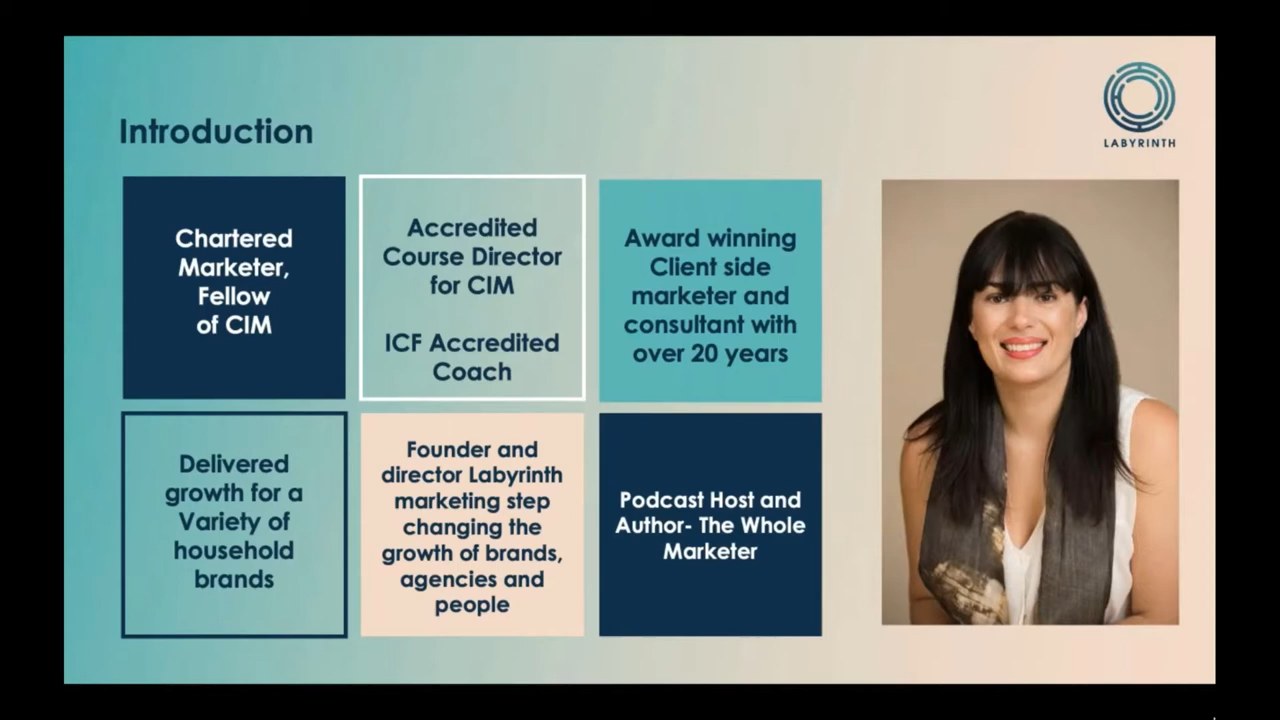 Introduction
LABYRINTH
Chartered
Marketer,
Fellow
of CIM
Accredited
Course Director
for CIM
ICF Accredited
Coach
Award winning
Client side
marketer and
consultant with
over 20 years
Delivered
growth for a
Variety of
household
brands
Founder and
director Labyrinth
marketing step
changing the
growth of brands,
agencies and
people
Podcast Host and
Author- The Whole
Marketer